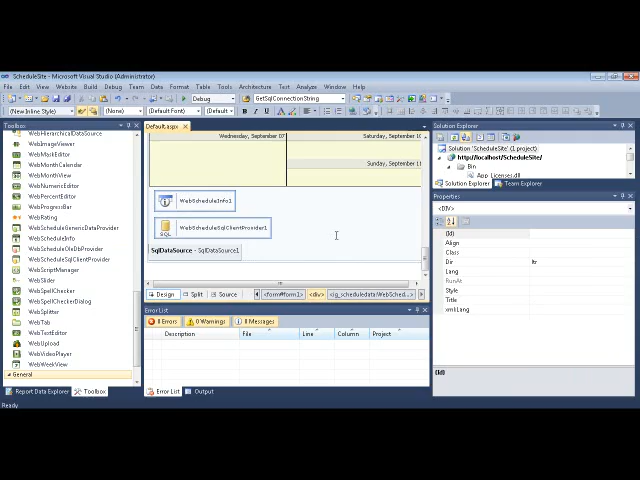 ScheduleSite - Microsoft Visual Studio (Administrator)
File Edit View Website Build Debug Team Data Format Table Tools Architecture Test Analyze Window Help
Debug GetSqlConnectionString
(New Inline Style) (None) (Default Font) (Default) B I U
Toolbox
WebHierarchicalDataSource
WebImageViewer
WebMaskEditor
WebMonthCalendar
WebMonthView
WebNumericEditor
WebPercentEditor
WebProgressBar
WebRating
WebScheduleGenericDataProvider
WebScheduleInfo
WebScheduleOleDbProvider
WebScheduleSqlClientProvider
WebScriptManager
WebSlider
WebSpellChecker
WebSpellCheckerDialog
WebSplitter
WebTab
WebTextEditor
WebUpload
WebVideoPlayer
WebWeekView
General
Report Data Explorer Toolbox
Default.aspx
Wednesday, September 07
Saturday, September 10
Sunday, September 11
WebScheduleInfo1
SQL WebScheduleSqlClientProvider1
SqlDataSource - SqlDataSource1
Design Split Source <form#form1> <div> <ig_scheduledata:WebSched...
Error List
0 Errors 0 Warnings 0 Messages
Description File Line Column Project
Error List Output
Solution Explorer
Solution 'ScheduleSite' (1 project)
http://localhost/ScheduleSite/
Bin
App_Licenses.dll
Solution Explorer Team Explorer
Properties
<DIV>
(Id)
Align
Class
Dir ltr
Lang
RunAt
Style
Title
xml:lang
(Id)
Ready